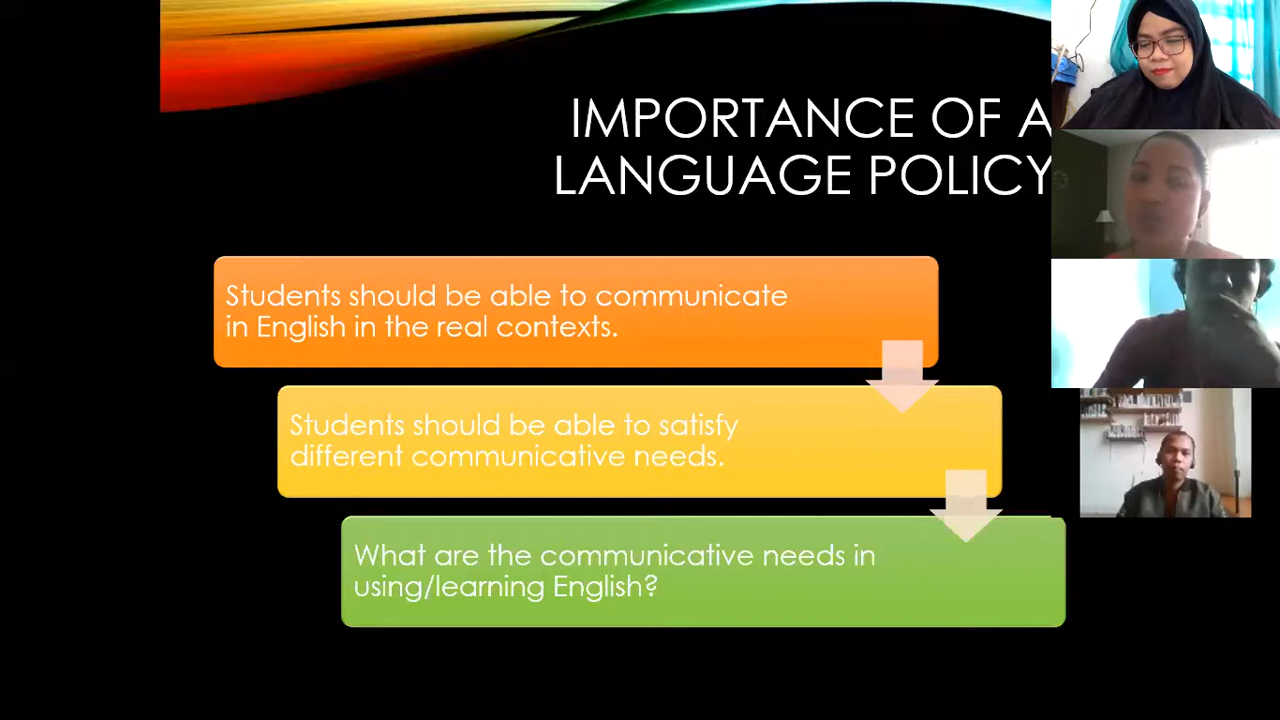 IMPORTANCE OF A
LANGUAGE POLICY
Students should be able to communicate
in English in the real contexts.
Students should be able to satisfy
different communicative needs.
What are the communicative needs in
using/learning English?